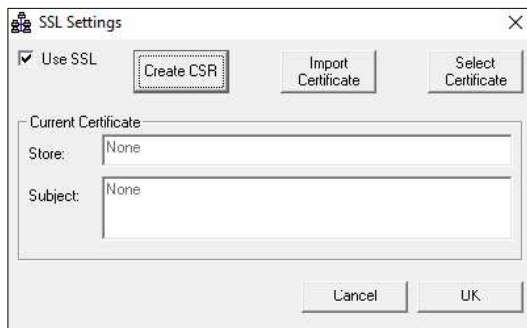 SSL Settings
Use SSL
Create CSR
Import
Certificate
Select
Certificate
Current Certificate
Store:
None
Subject:
None
Cancel
OK